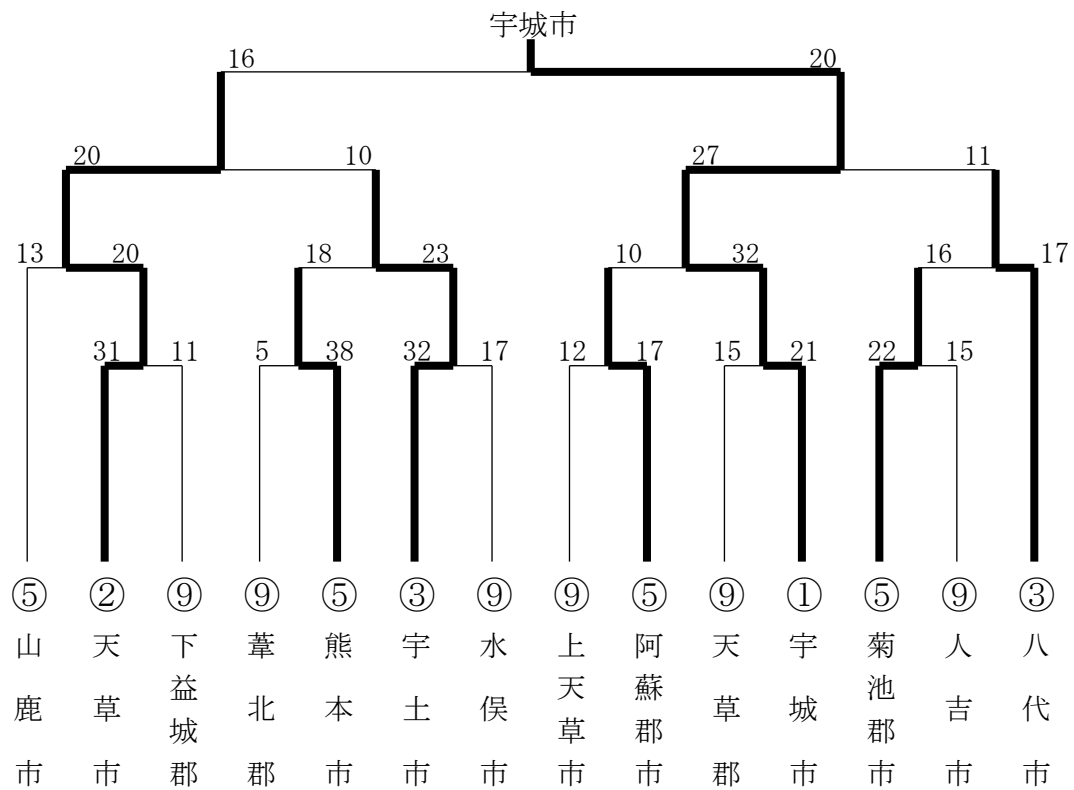 宇城市
16 20
20 10 27 11
13 20 18 23 10 32 16 17
31 11 5 38 32 17 12 17 15 21 22 15
⑤ ② ⑨ ⑨ ⑤ ③ ⑨ ⑨ ⑤ ⑨ ① ⑤ ⑨ ③
山鹿市
天草市
下益城郡
葦北郡
熊本市
宇土市
水俣市
上天草市
阿蘇郡市
天草郡
宇城市
菊池郡市
人吉市
八代市